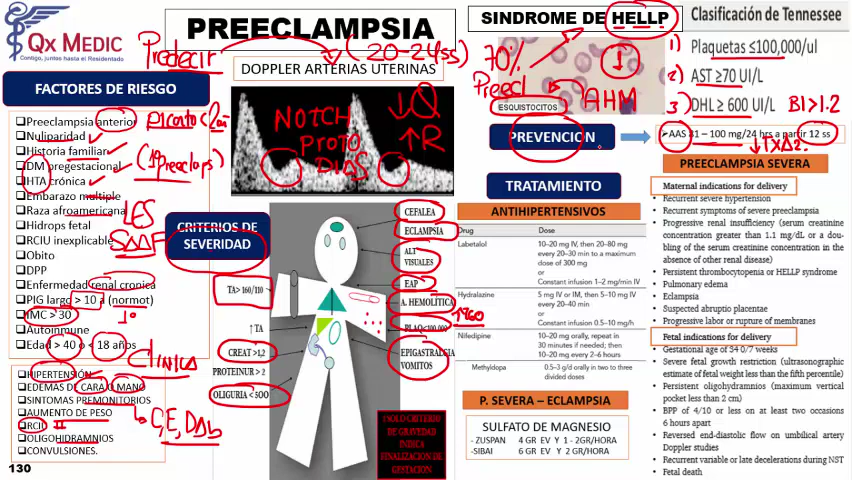 Qx MEDIC
Contigo, juntos hasta el Residentado
PREECLAMPSIA
SINDROME DE HELLP
Clasificación de Tennessee
Predecir
(20-24ss)
DOPPLER ARTERIAS UTERINAS
NOTCH
PROTO
DIAS
↓
↑R
70%
Preecl
ESQUISTOCITOS
AHM
1) Plaquetas ≤100,000/ul
2) AST ≥70 UI/L
3) DHL ≥ 600 UI/L
BI>1.2
FACTORES DE RIESGO
❑Preeclampsia anterior
❑Nuliparidad
❑Historia familiar
❑DM pregestacional
❑HTA crónica
❑Embarazo multiple
❑Raza afroamericana
❑Hidrops fetal
❑RCIU inexplicable
❑Obito
❑DPP
❑Enfermedad renal cronica
❑PIG largo > 10 a (normot)
❑IMC > 30
❑Autoinmune
❑Edad > 40 o < 18 años
LES
SAAF
1°
CLINICA
❑HIPERTENSIÓN
❑EDEMAS DE CARA O MANO
❑SINTOMAS PREMONITORIOS
❑AUMENTO DE PESO
❑RCIU
❑OLIGOHIDRAMNIOS
❑CONVULSIONES.
II
C, E, DAb
130
CRITERIOS DE
SEVERIDAD
TA> 160/110
↑ TA
CREAT >1,2
PROTEINUR > 2
OLIGURIA < 500
CEFALEA
ECLAMPSIA
ALT
VISUALES
EAP
A. HEMOLÍTICA
PLAQ<100,000
EPIGASTRALGIA
VOMITOS
1 SOLO CRITERIO
DE GRAVEDAD
INDICA
FINALIZACION DE
GESTACION
PREVENCION
➢AAS 81 – 100 mg/24 hrs a partir 12 ss
TRATAMIENTO
ANTIHIPERTENSIVOS
Drug Dose
Labetalol 10–20 mg IV, then 20–80 mg
every 20–30 min to a maximum
dose of 300 mg
or
Constant infusion 1–2 mg/min IV
Hydralazine 5 mg IV or IM, then 5–10 mg IV
every 20–40 min
or
Constant infusion 0.5–10 mg/h
Nifedipine 10–20 mg orally, repeat in
30 minutes if needed; then
10–20 mg every 2–6 hours
Methyldopa 0.5–3 g/d orally in two to three
divided doses
P. SEVERA – ECLAMPSIA
SULFATO DE MAGNESIO
- ZUSPAN 4 GR EV Y 1 - 2GR/HORA
-SIBAI 6 GR EV Y 2 GR/HORA
PREECLAMPSIA SEVERA
Maternal indications for delivery
• Recurrent severe hypertension
• Recurrent symptoms of severe preeclampsia
• Progressive renal insufficiency (serum creatinine
concentration greater than 1.1 mg/dL or a dou-
bling of the serum creatinine concentration in the
absence of other renal disease)
• Persistent thrombocytopenia or HELLP syndrome
• Pulmonary edema
• Eclampsia
• Suspected abruptio placentae
• Progressive labor or rupture of membranes
Fetal indications for delivery
• Gestational age of 34 0/7 weeks
• Severe fetal growth restriction (ultrasonographic
estimate of fetal weight less than the fifth percentile)
• Persistent oligohydramnios (maximum vertical
pocket less than 2 cm)
• BPP of 4/10 or less on at least two occasions
6 hours apart
• Reversed end-diastolic flow on umbilical artery
Doppler studies
• Recurrent variable or late decelerations during NST
• Fetal death